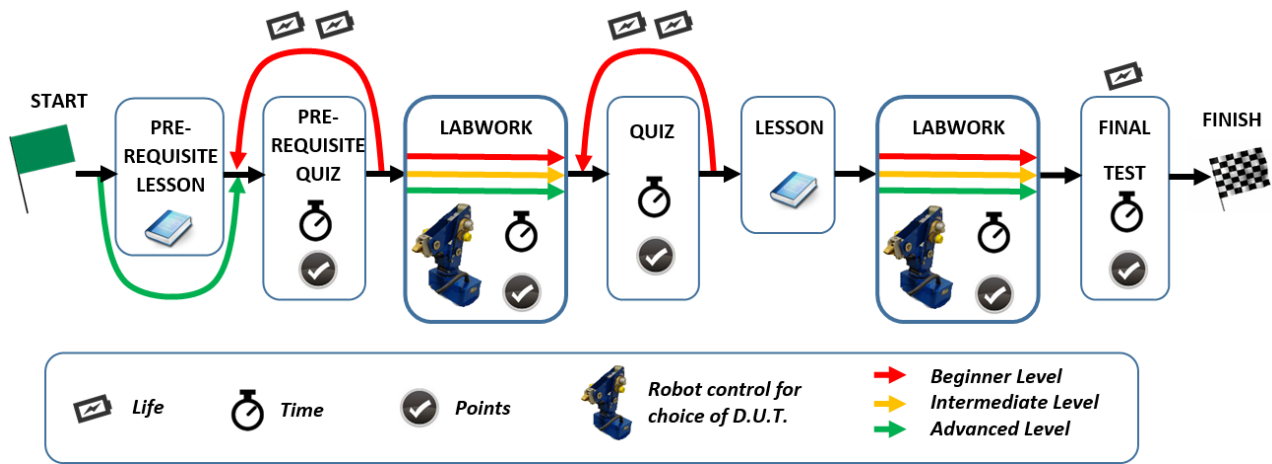 START
PRE-
REQUISITE
LESSON
PRE-
REQUISITE
QUIZ
LABWORK
QUIZ
LESSON
LABWORK
FINAL
TEST
FINISH
Life
Time
Points
Robot control for
choice of D.U.T.
Beginner Level
Intermediate Level
Advanced Level